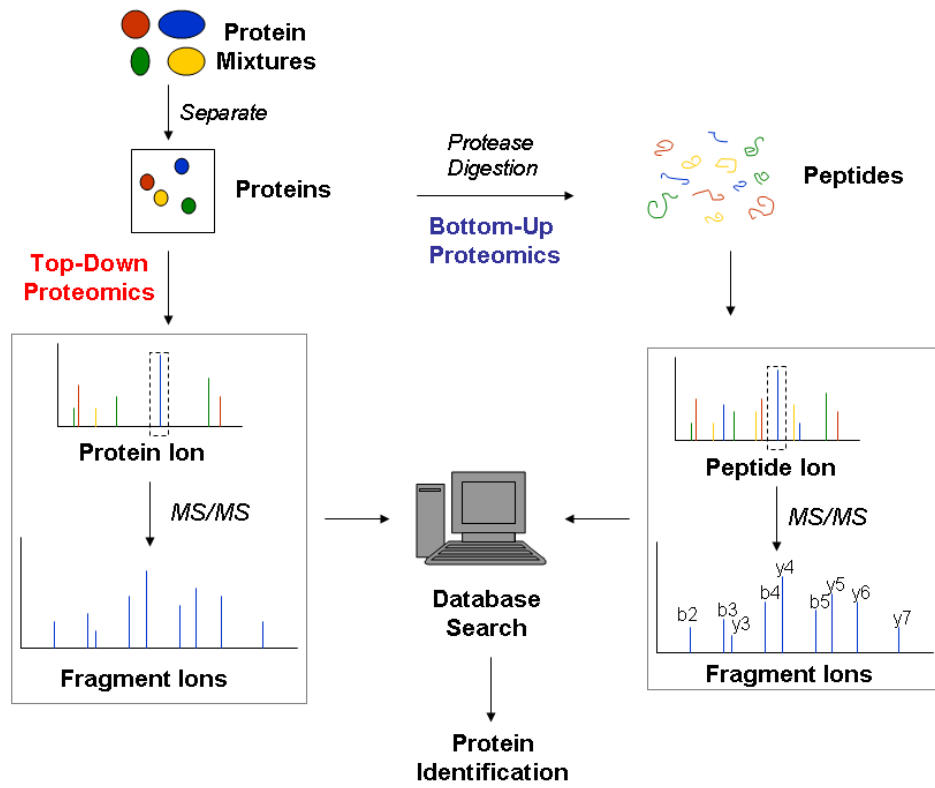 Protein
Mixtures
Separate
Proteins
Protease
Digestion
Bottom-Up
Proteomics
Peptides
Top-Down
Proteomics
Protein Ion
MS/MS
Fragment Ions
Peptide Ion
MS/MS
b2
b3
y3
b4
y4
b5
y5
y6
y7
Fragment Ions
Database
Search
Protein
Identification